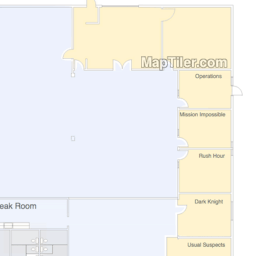 MapTiler.com
Operations
Mission Impossible
Rush Hour
Dark Knight
eak Room
Usual Suspects